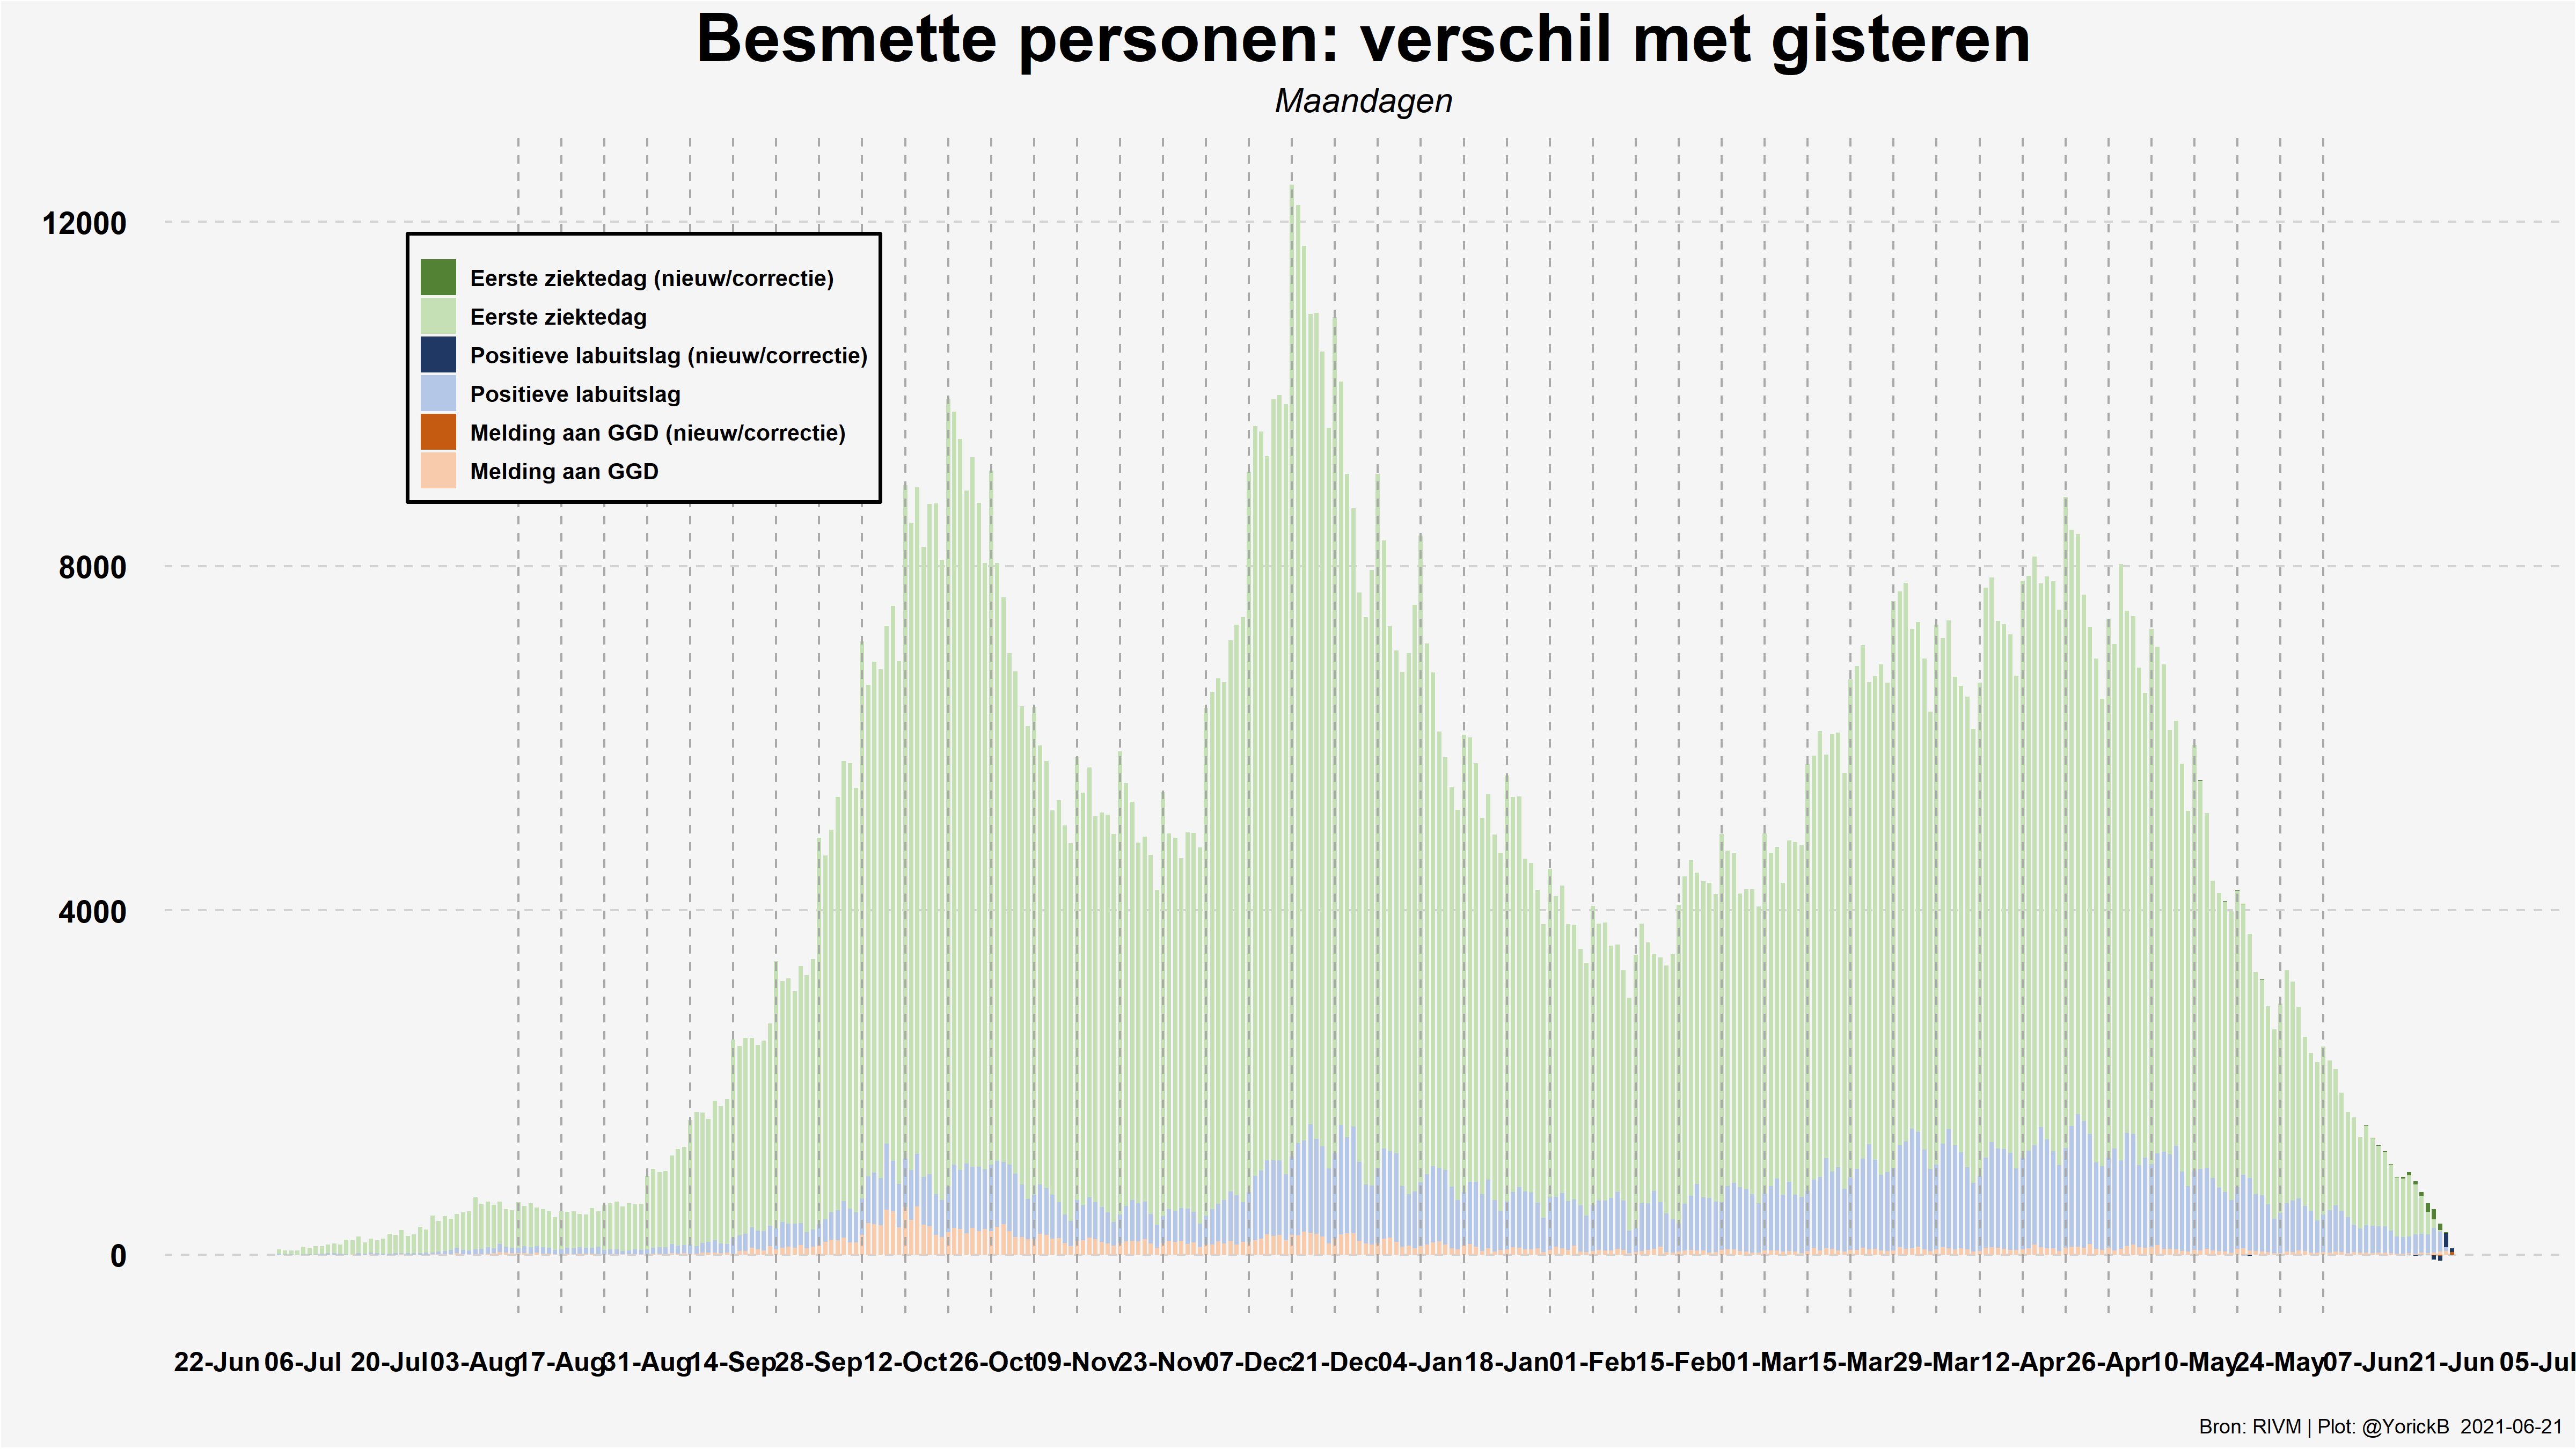 Besmette personen: verschil met gisteren
Maandagen
12000
8000
4000
0
Eerste ziektedag (nieuw/correctie)
Eerste ziektedag
Positieve labuitslag (nieuw/correctie)
Positieve labuitslag
Melding aan GGD (nieuw/correctie)
Melding aan GGD
22-Jun 06-Jul 20-Jul 03-Aug 17-Aug 31-Aug 14-Sep 28-Sep 12-Oct 26-Oct 09-Nov 23-Nov 07-Dec 21-Dec 04-Jan 18-Jan 01-Feb 15-Feb 01-Mar 15-Mar 29-Mar 12-Apr 26-Apr 10-May 24-May 07-Jun 21-Jun 05-Jul
Bron: RIVM | Plot: @YorickB 2021-06-21